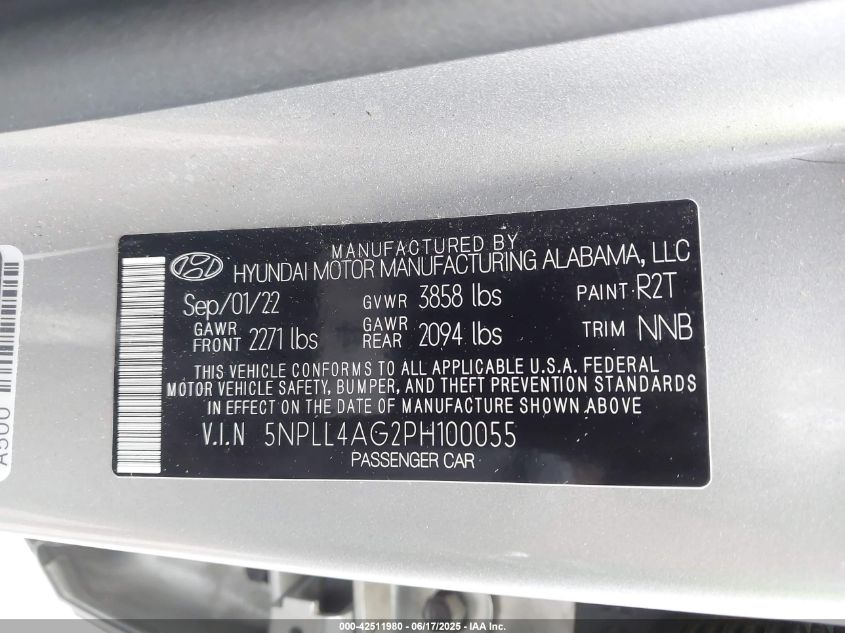 MANUFACTURED BY
HYUNDAI MOTOR MANUFACTURING ALABAMA, LLC
Sep/01/22 GVWR 3858 lbs PAINT R2T
GAWR FRONT 2271 lbs GAWR REAR 2094 lbs TRIM NNB
THIS VEHICLE CONFORMS TO ALL APPLICABLE U.S.A. FEDERAL
MOTOR VEHICLE SAFETY, BUMPER, AND THEFT PREVENTION STANDARDS
IN EFFECT ON THE DATE OF MANUFACTURE SHOWN ABOVE
V.I.N 5NPLL4AG2PH100055
PASSENGER CAR
A500
000-42511980 - 06/17/2025 - IAA Inc.